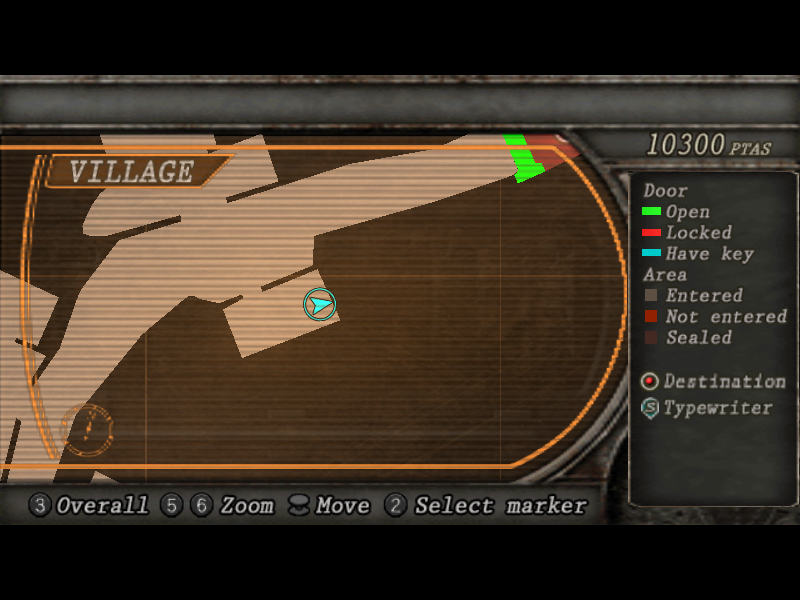 VILLAGE
10300 PTAS
Door
Open
Locked
Have key
Area
Entered
Not entered
Sealed
Destination
S Typewriter
3 Overall 5 6 Zoom Move 2 Select marker